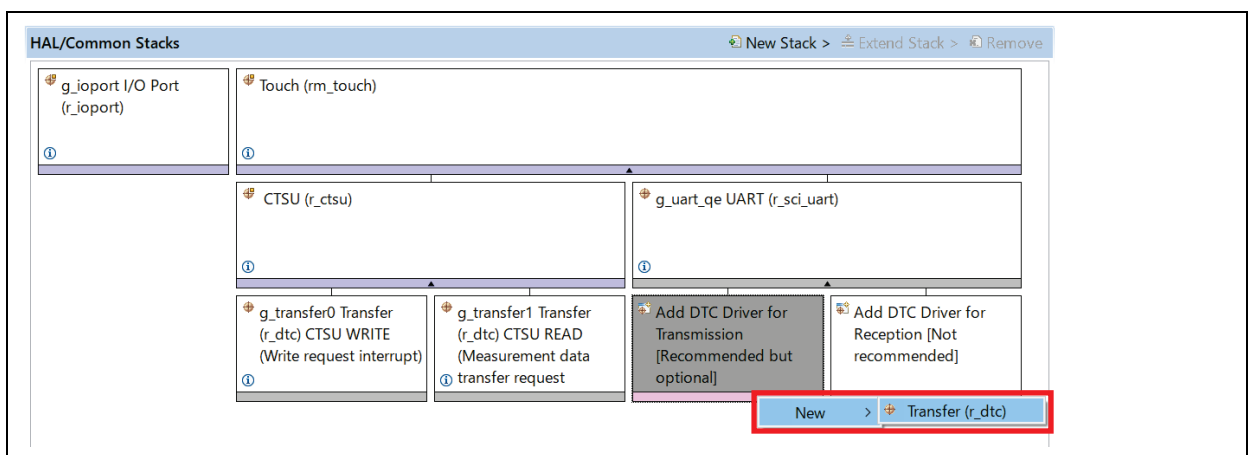 HAL/Common Stacks
New Stack > Extend Stack > Remove
g_ioport I/O Port
(r_ioport)
Touch (rm_touch)
CTSU (r_ctsu)
g_uart_qe UART (r_sci_uart)
g_transfer0 Transfer
(r_dtc) CTSU WRITE
(Write request interrupt)
g_transfer1 Transfer
(r_dtc) CTSU READ
(Measurement data
transfer request
Add DTC Driver for
Transmission
[Recommended but
optional]
Add DTC Driver for
Reception [Not
recommended]
New > Transfer (r_dtc)